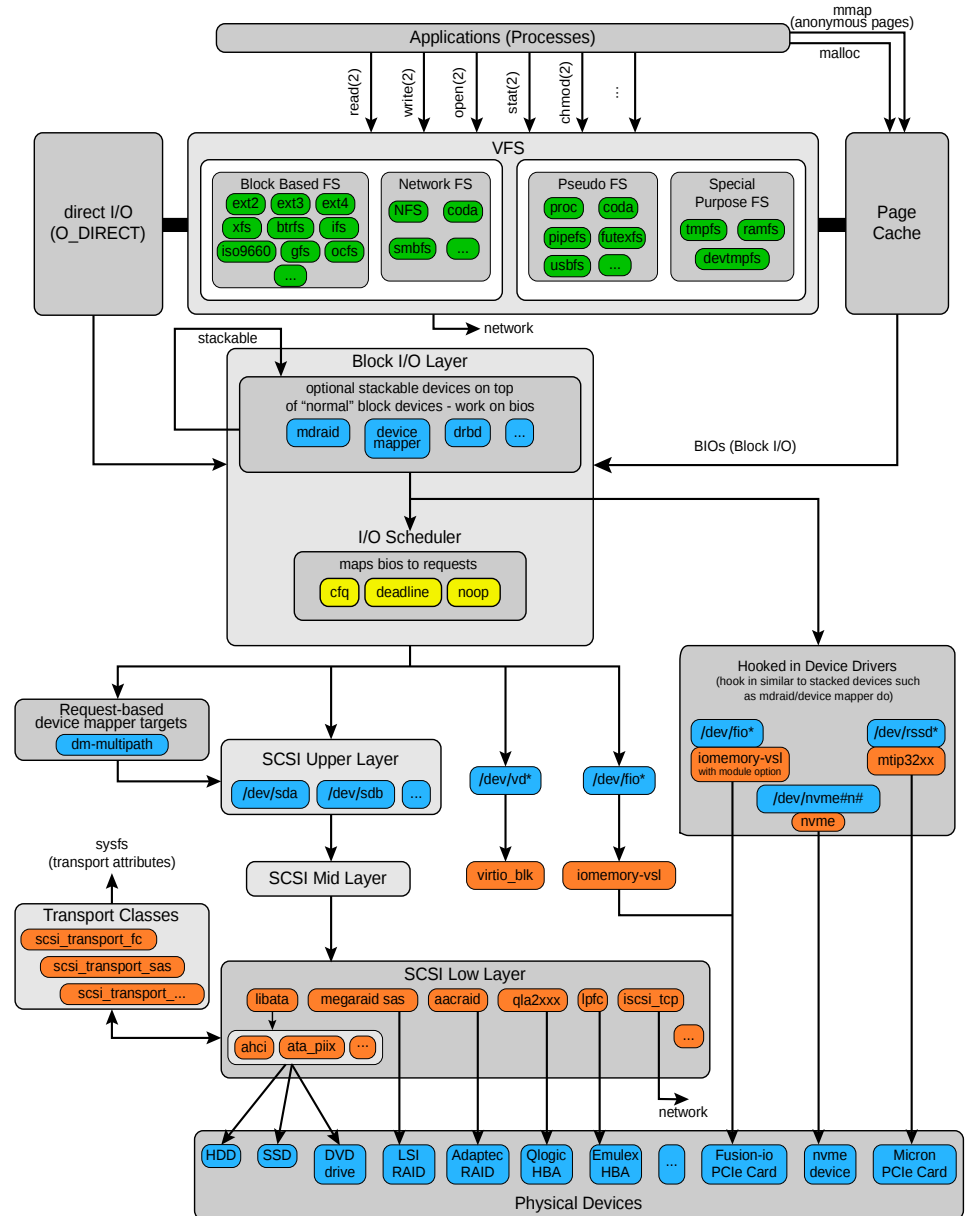 mmap
(anonymous pages)
Applications (Processes)
malloc
read(2)
write(2)
open(2)
stat(2)
chmod(2)
...
VFS
direct I/O
(O_DIRECT)
Block Based FS
ext2
ext3
ext4
xfs
btrfs
ifs
iso9660
gfs
ocfs
...
Network FS
NFS
coda
smbfs
...
Pseudo FS
proc
coda
pipefs
futexfs
usbfs
...
Special
Purpose FS
tmpfs
ramfs
devtmpfs
Page
Cache
network
stackable
Block I/O Layer
optional stackable devices on top
of “normal” block devices - work on bios
mdraid
device
mapper
drbd
...
BIOs (Block I/O)
I/O Scheduler
maps bios to requests
cfq
deadline
noop
Hooked in Device Drivers
(hook in similar to stacked devices such
as mdraid/device mapper do)
/dev/fio*
iomemory-vsl
with module option
/dev/rssd*
mtip32xx
/dev/nvme#n#
nvme
Request-based
device mapper targets
dm-multipath
SCSI Upper Layer
/dev/sda
/dev/sdb
...
/dev/vd*
/dev/fio*
SCSI Mid Layer
virtio_blk
iomemory-vsl
sysfs
(transport attributes)
Transport Classes
scsi_transport_fc
scsi_transport_sas
scsi_transport_...
SCSI Low Layer
libata
megaraid sas
aacraid
qla2xxx
lpfc
iscsi_tcp
...
ahci
ata_piix
...
network
HDD
SSD
DVD
drive
LSI
RAID
Adaptec
RAID
Qlogic
HBA
Emulex
HBA
...
Fusion-io
PCIe Card
nvme
device
Micron
PCIe Card
Physical Devices